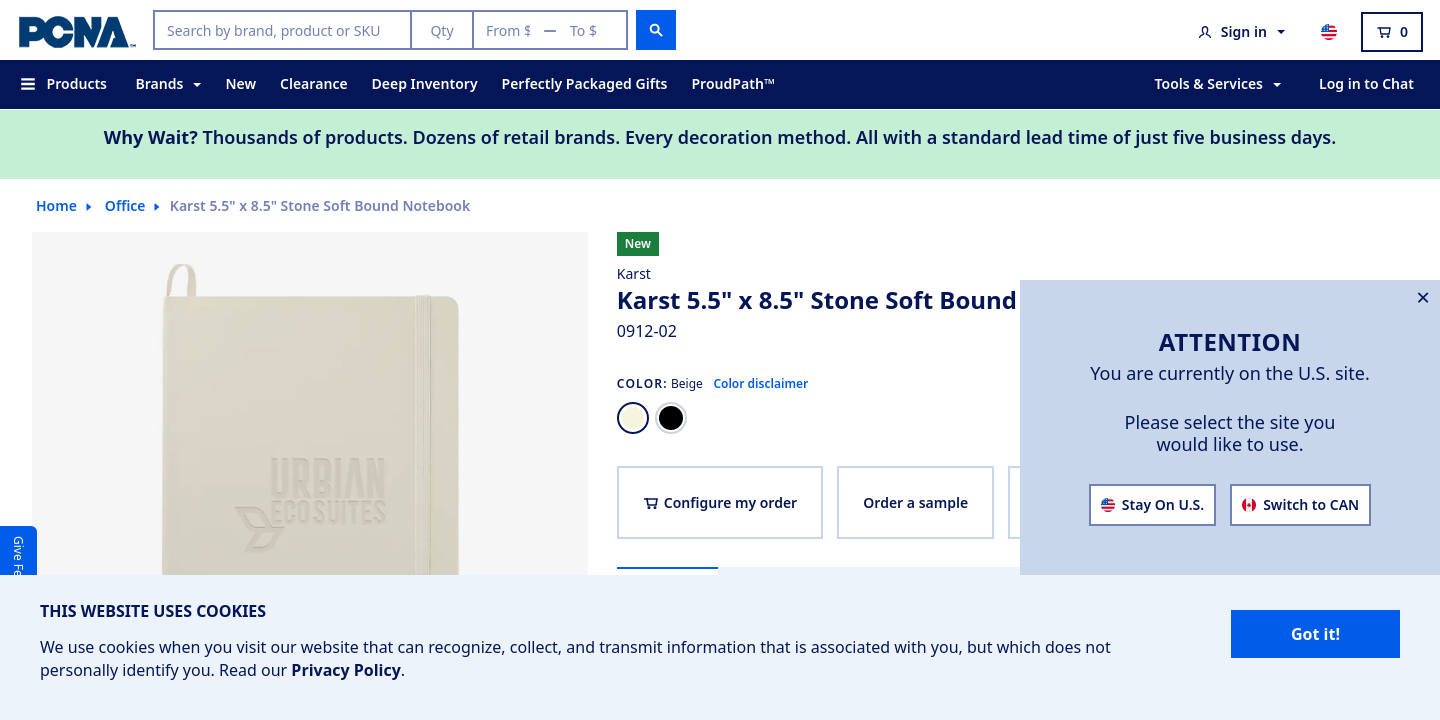 PCNA
Search by brand, product or SKU
Qty
From $ — To $
Sign in
0
Products
Brands
New
Clearance
Deep Inventory
Perfectly Packaged Gifts
ProudPath™
Tools & Services
Log in to Chat
Why Wait? Thousands of products. Dozens of retail brands. Every decoration method. All with a standard lead time of just five business days.
Home
Office
Karst 5.5" x 8.5" Stone Soft Bound Notebook
URBIAN
ECO SUITES
New
Karst
Karst 5.5" x 8.5" Stone Soft Bound
0912-02
COLOR: Beige Color disclaimer
Configure my order
Order a sample
ATTENTION
You are currently on the U.S. site.
Please select the site you
would like to use.
Stay On U.S.
Switch to CAN
Give
THIS WEBSITE USES COOKIES
We use cookies when you visit our website that can recognize, collect, and transmit information that is associated with you, but which does not
personally identify you. Read our Privacy Policy.
Got it!